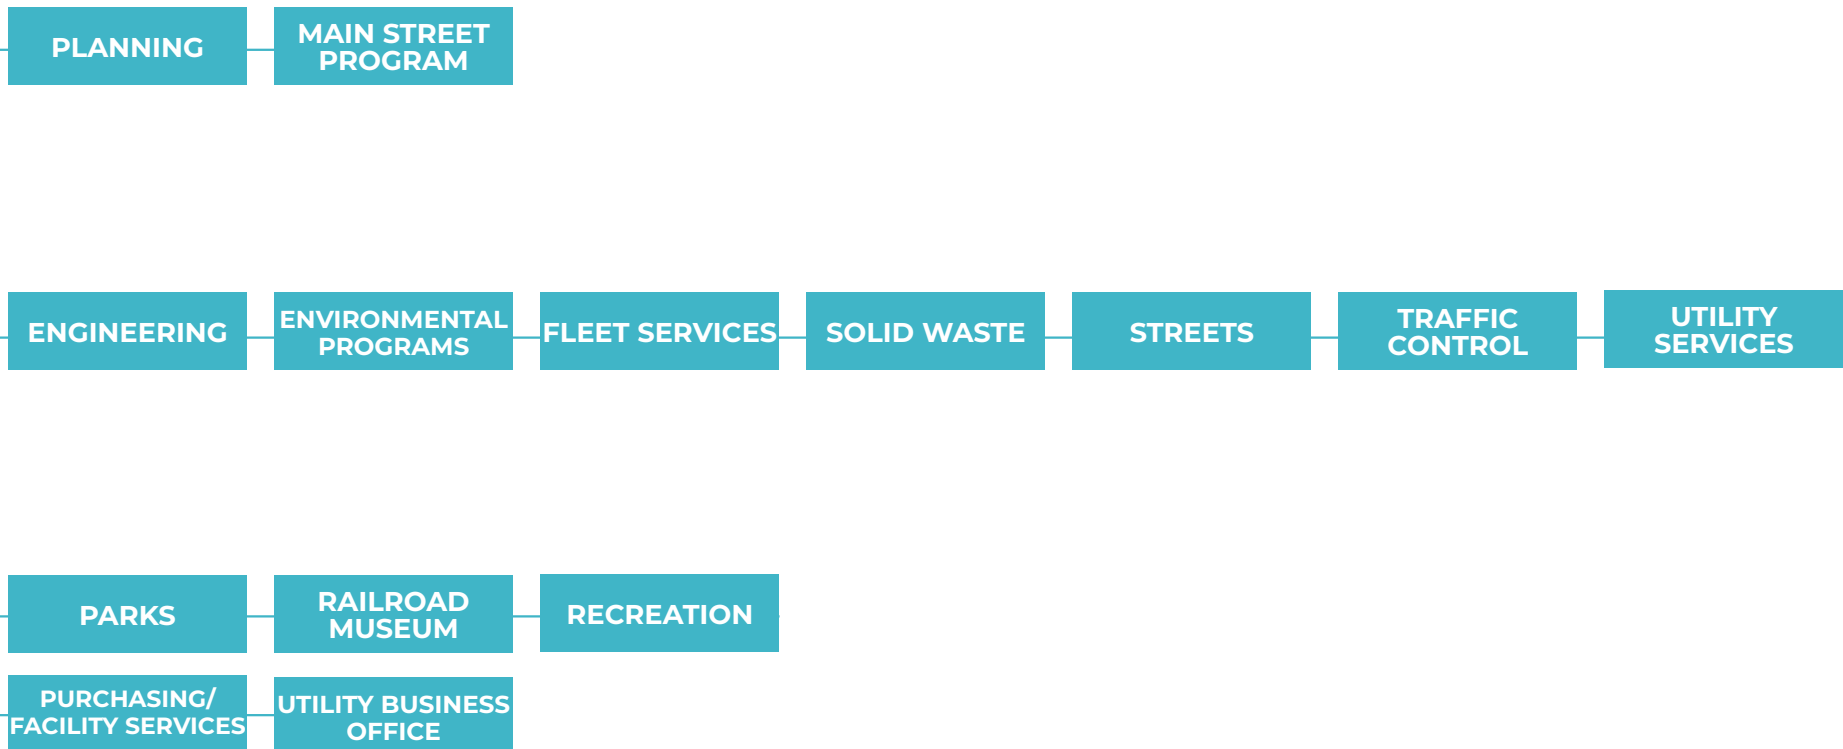 PLANNING
MAIN STREET
PROGRAM
ENGINEERING
ENVIRONMENTAL
PROGRAMS
FLEET SERVICES
SOLID WASTE
STREETS
TRAFFIC
CONTROL
UTILITY
SERVICES
PARKS
RAILROAD
MUSEUM
RECREATION
PURCHASING/
FACILITY SERVICES
UTILITY BUSINESS
OFFICE